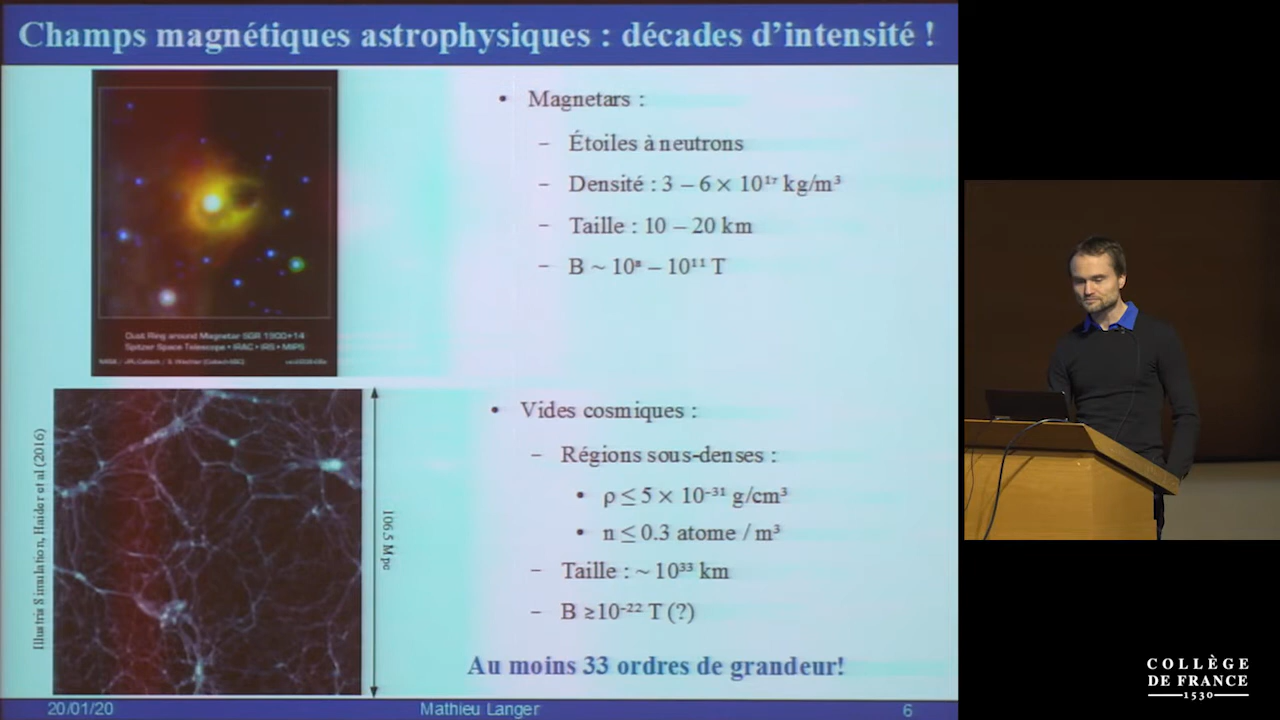 Champs magnétiques astrophysiques : décades d'intensité !
• Magnetars :
– Étoiles à neutrons
– Densité : 3 – 6 × 10¹⁷ kg/m³
– Taille : 10 – 20 km
– B ~ 10⁸ – 10¹¹ T
Dust Ring around Magnetar SGR 1900+14
Spitzer Space Telescope • IRAC • IRS • MIPS
Illustris Simulation, Haider et al (2016)
106.5 Mpc
• Vides cosmiques :
– Régions sous-denses :
• ρ ≤ 5 × 10⁻³¹ g/cm³
• n ≤ 0.3 atome / m³
– Taille : ~ 10³³ km
– B ≥10⁻²² T (?)
Au moins 33 ordres de grandeur!
20/01/20
Mathieu Langer
6
COLLÈGE
DE FRANCE
1530